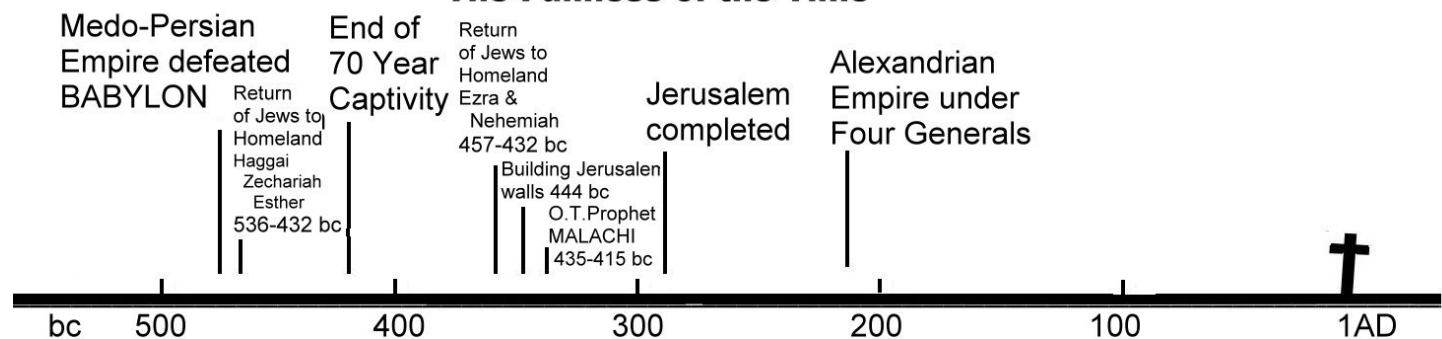 The Fullness of the Time
Medo-Persian
Empire defeated
BABYLON
Return
of Jews to
Homeland
Haggai
Zechariah
Esther
536-432 bc
End of
70 Year
Captivity
Return
of Jews to
Homeland
Ezra &
Nehemiah
457-432 bc
Building Jerusalem
walls 444 bc
O.T.Prophet
MALACHI
435-415 bc
Jerusalem
completed
Alexandrian
Empire under
Four Generals
bc 500 400 300 200 100 1AD